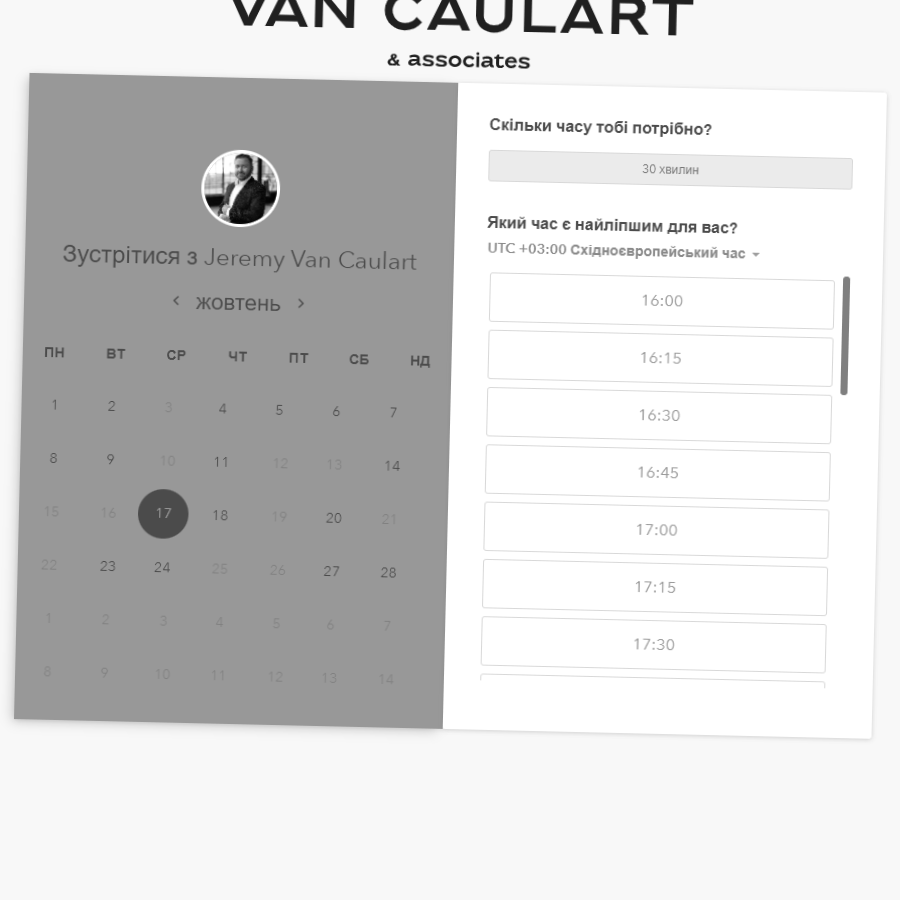 VAN CAULART
& associates
Зустрітися з Jeremy Van Caulart
‹ жовтень ›
ПН ВТ СР ЧТ ПТ СБ НД
1 2 3 4 5 6 7
8 9 10 11 12 13 14
15 16 17 18 19 20 21
22 23 24 25 26 27 28
1 2 3 4 5 6 7
8 9 10 11 12 13 14
Скільки часу тобі потрібно?
30 хвилин
Який час є найліпшим для вас?
UTC +03:00 Східноєвропейський час
16:00
16:15
16:30
16:45
17:00
17:15
17:30